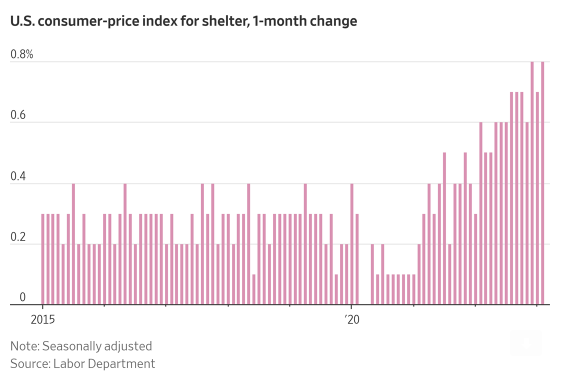 U.S. consumer-price index for shelter, 1-month change
0.8%
0.6
0.4
0.2
0
2015 ’20
Note: Seasonally adjusted
Source: Labor Department